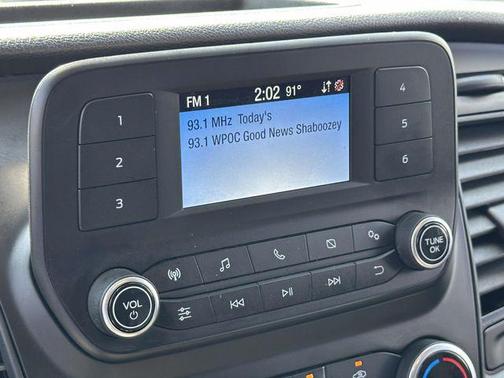 FM 1 2:02 91°
93.1 MHz Today's
93.1 WPOC Good News Shaboozey
1
2
3
4
5
6
VOL
TUNE
OK